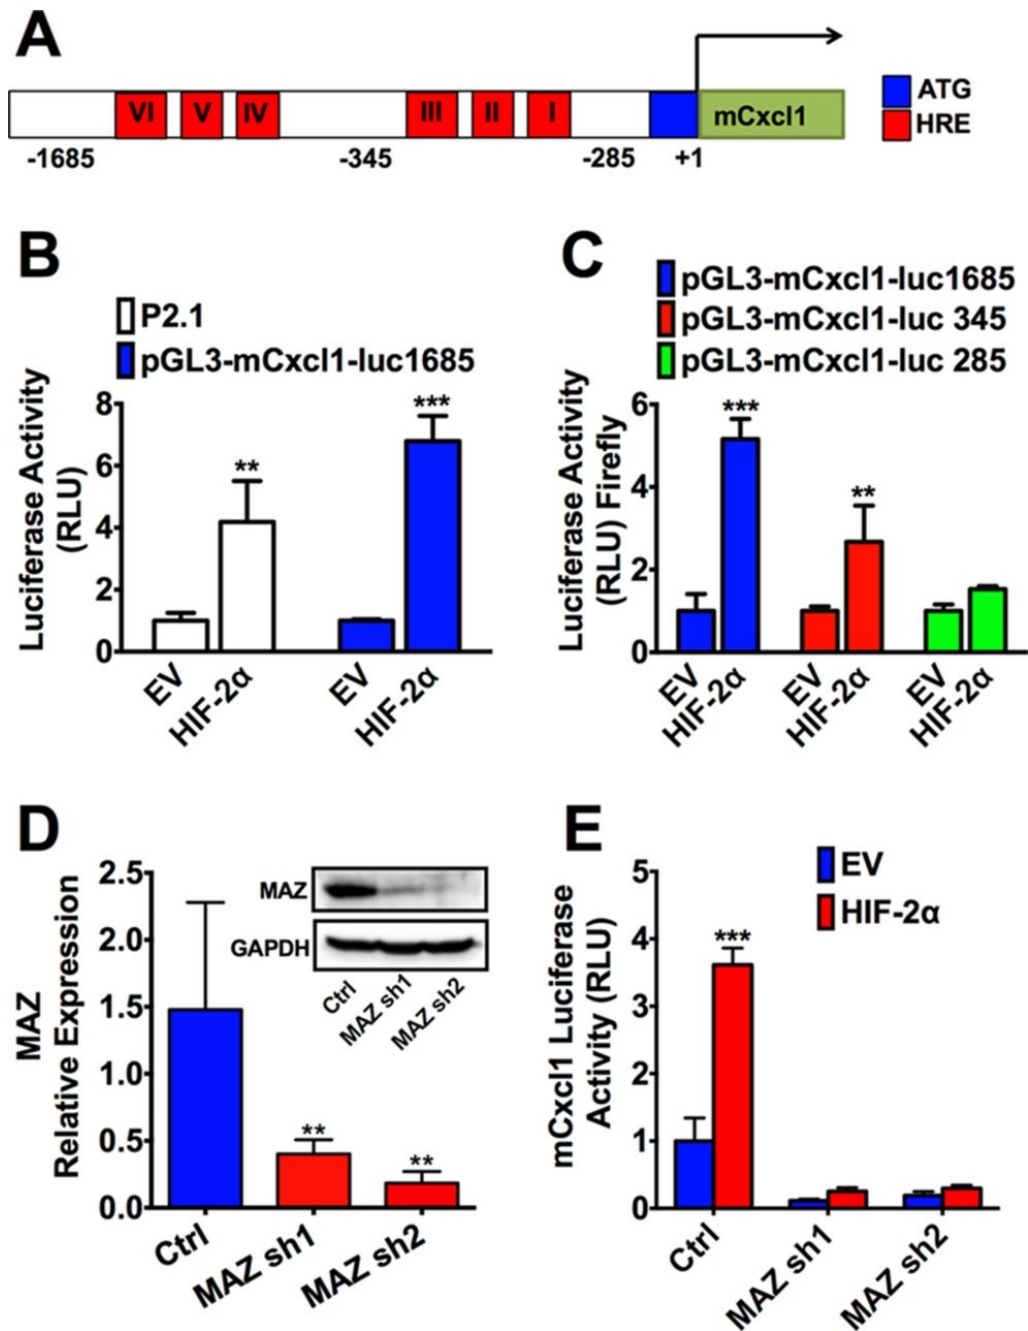 A
VI V IV III II I mCxcl1
-1685 -345 -285 +1
ATG
HRE
B
P2.1
pGL3-mCxcl1-luc1685
Luciferase Activity
(RLU)
8
6
4
2
0
**
***
EV
HIF-2α
EV
HIF-2α
C
pGL3-mCxcl1-luc1685
pGL3-mCxcl1-luc 345
pGL3-mCxcl1-luc 285
Luciferase Activity
(RLU) Firefly
6
4
2
0
***
**
EV
HIF-2α
EV
HIF-2α
EV
HIF-2α
D
MAZ
Relative Expression
2.5
2.0
1.5
1.0
0.5
0.0
MAZ
GAPDH
Ctrl
MAZ sh1
MAZ sh2
**
**
Ctrl
MAZ sh1
MAZ sh2
E
EV
HIF-2α
mCxcl1 Luciferase
Activity (RLU)
5
4
3
2
1
0
***
Ctrl
MAZ sh1
MAZ sh2